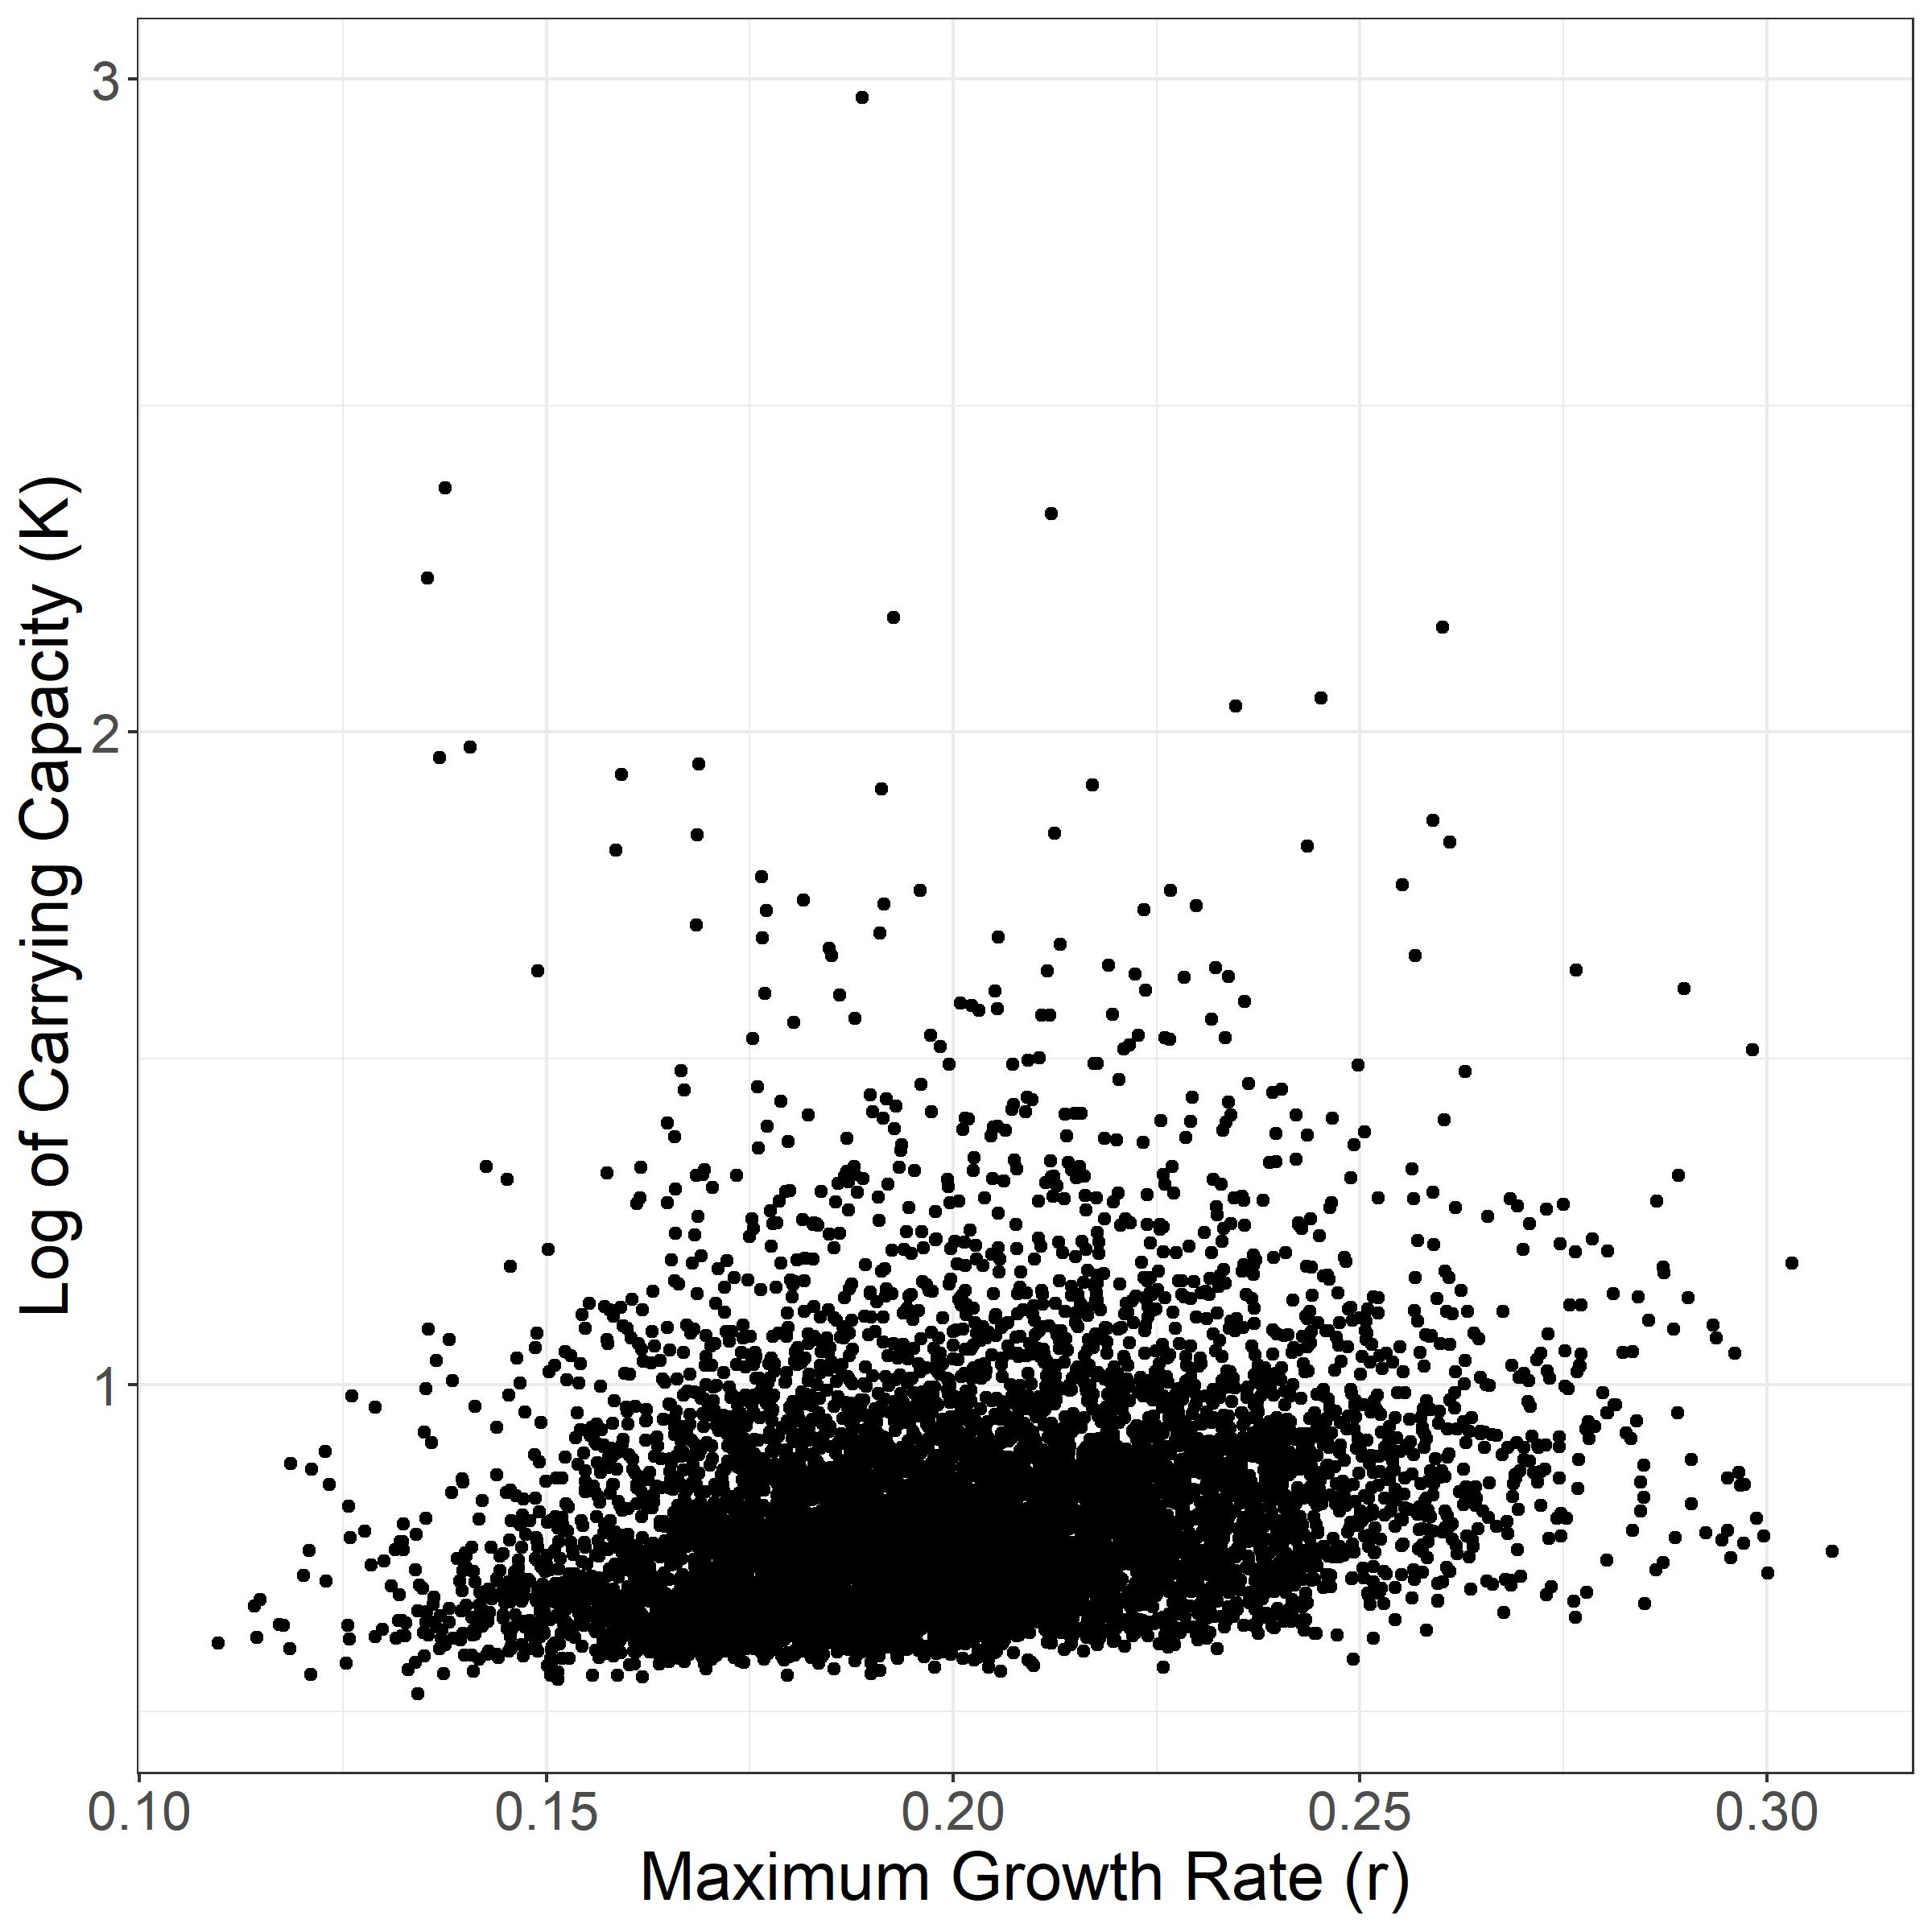 Log of Carrying Capacity (K)
3
2
1
0.10 0.15 0.20 0.25 0.30
Maximum Growth Rate (r)